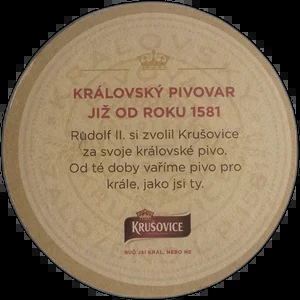 KRÁLOVSKÝ PIVOVAR
JIŽ OD ROKU 1581
Rudolf II. si zvolil Krušovice
za svoje královské pivo.
Od té doby vaříme pivo pro
krále, jako jsi ty.
KRUŠOVICE
BUĎ JSI KRÁL, NEBO NE